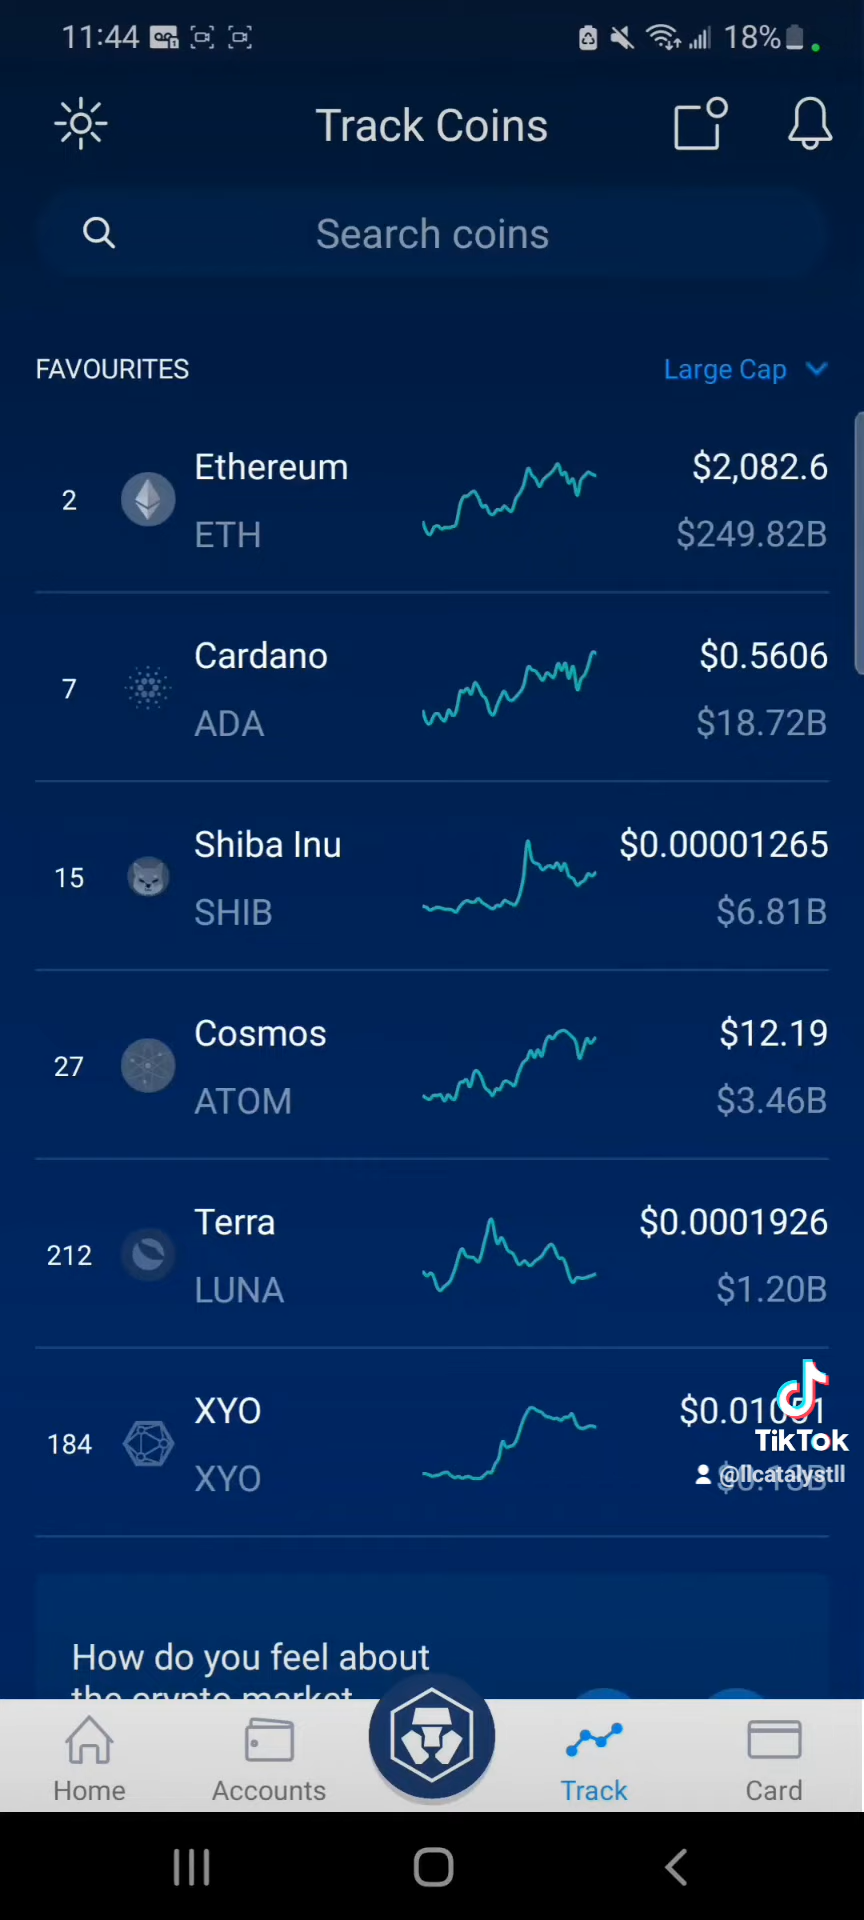 11:44
18%
Track Coins
Search coins
FAVOURITES
Large Cap
Ethereum
$2,082.6
2
ETH
$249.82B
Cardano
$0.5606
7
ADA
$18.72B
Shiba Inu
$0.00001265
15
SHIB
$6.81B
Cosmos
$12.19
27
ATOM
$3.46B
Terra
$0.0001926
212
LUNA
$1.20B
XYO
184
TikTok
XYO
@llcatalystll
How do you feel about
the crypto market
Home
Accounts
Track
Card